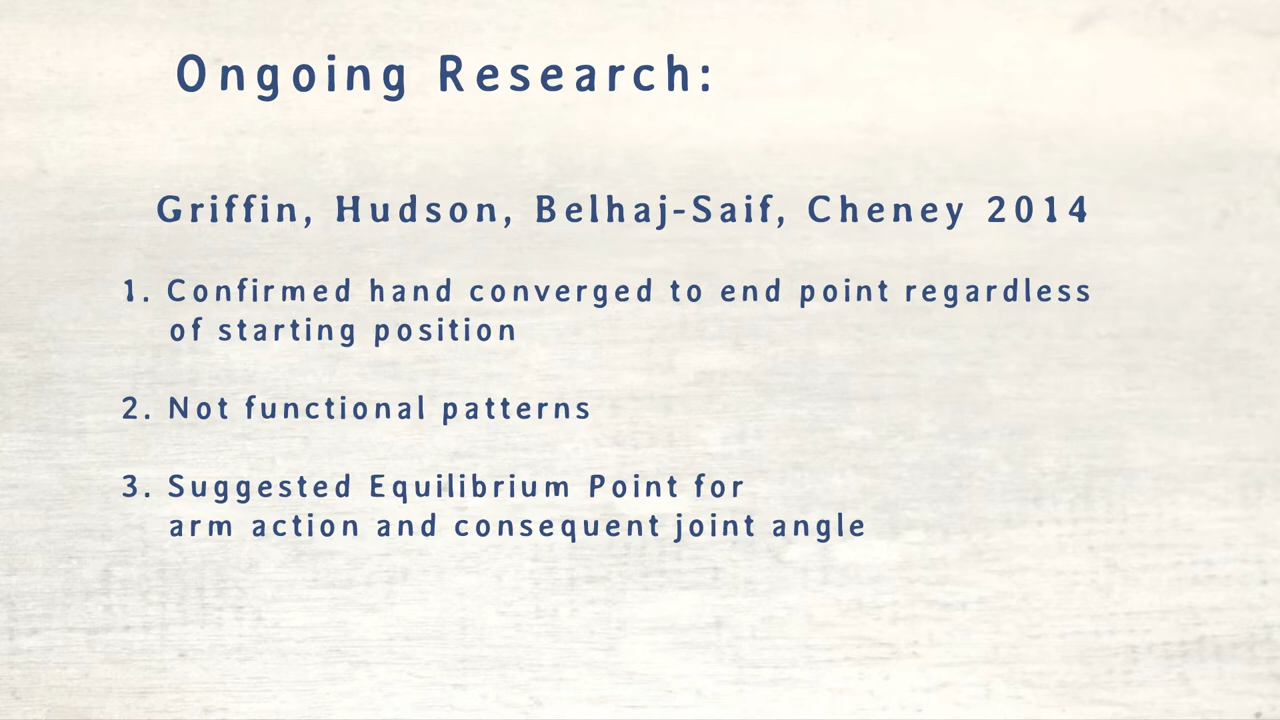 Ongoing Research:
Griffin, Hudson, Belhaj-Saif, Cheney 2014
1. Confirmed hand converged to end point regardless
of starting position
2. Not functional patterns
3. Suggested Equilibrium Point for
arm action and consequent joint angle